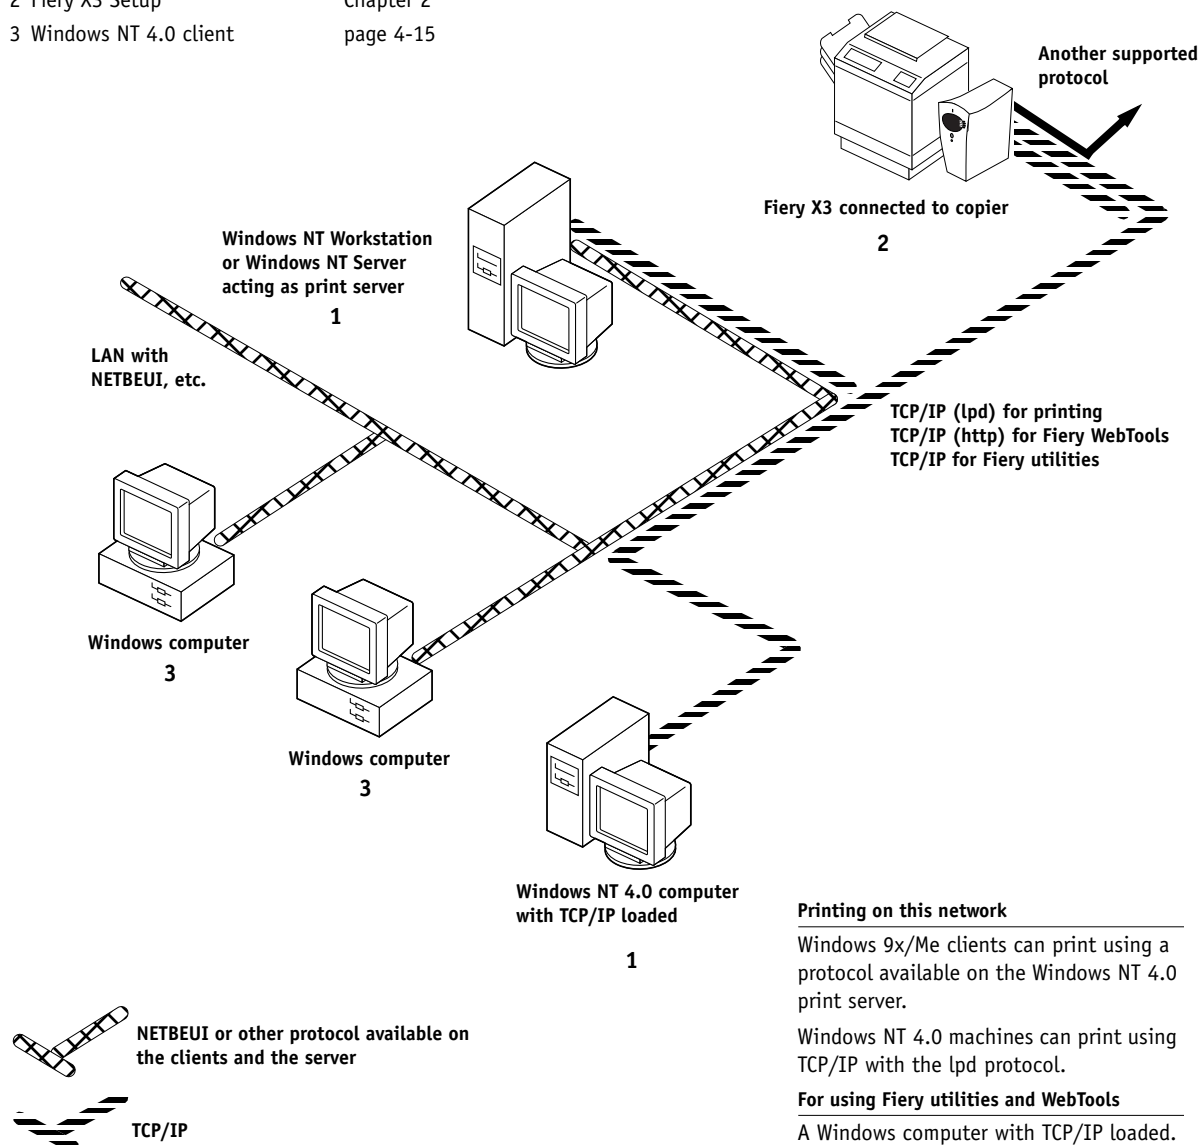 2 Fiery X3 Setup Chapter 2
3 Windows NT 4.0 client page 4-15
Another supported
protocol
Fiery X3 connected to copier
2
Windows NT Workstation
or Windows NT Server
acting as print server
1
LAN with
NETBEUI, etc.
TCP/IP (lpd) for printing
TCP/IP (http) for Fiery WebTools
TCP/IP for Fiery utilities
Windows computer
3
Windows computer
3
Windows NT 4.0 computer
with TCP/IP loaded
1
Printing on this network
Windows 9x/Me clients can print using a
protocol available on the Windows NT 4.0
print server.
Windows NT 4.0 machines can print using
TCP/IP with the lpd protocol.
For using Fiery utilities and WebTools
A Windows computer with TCP/IP loaded.
NETBEUI or other protocol available on
the clients and the server
TCP/IP